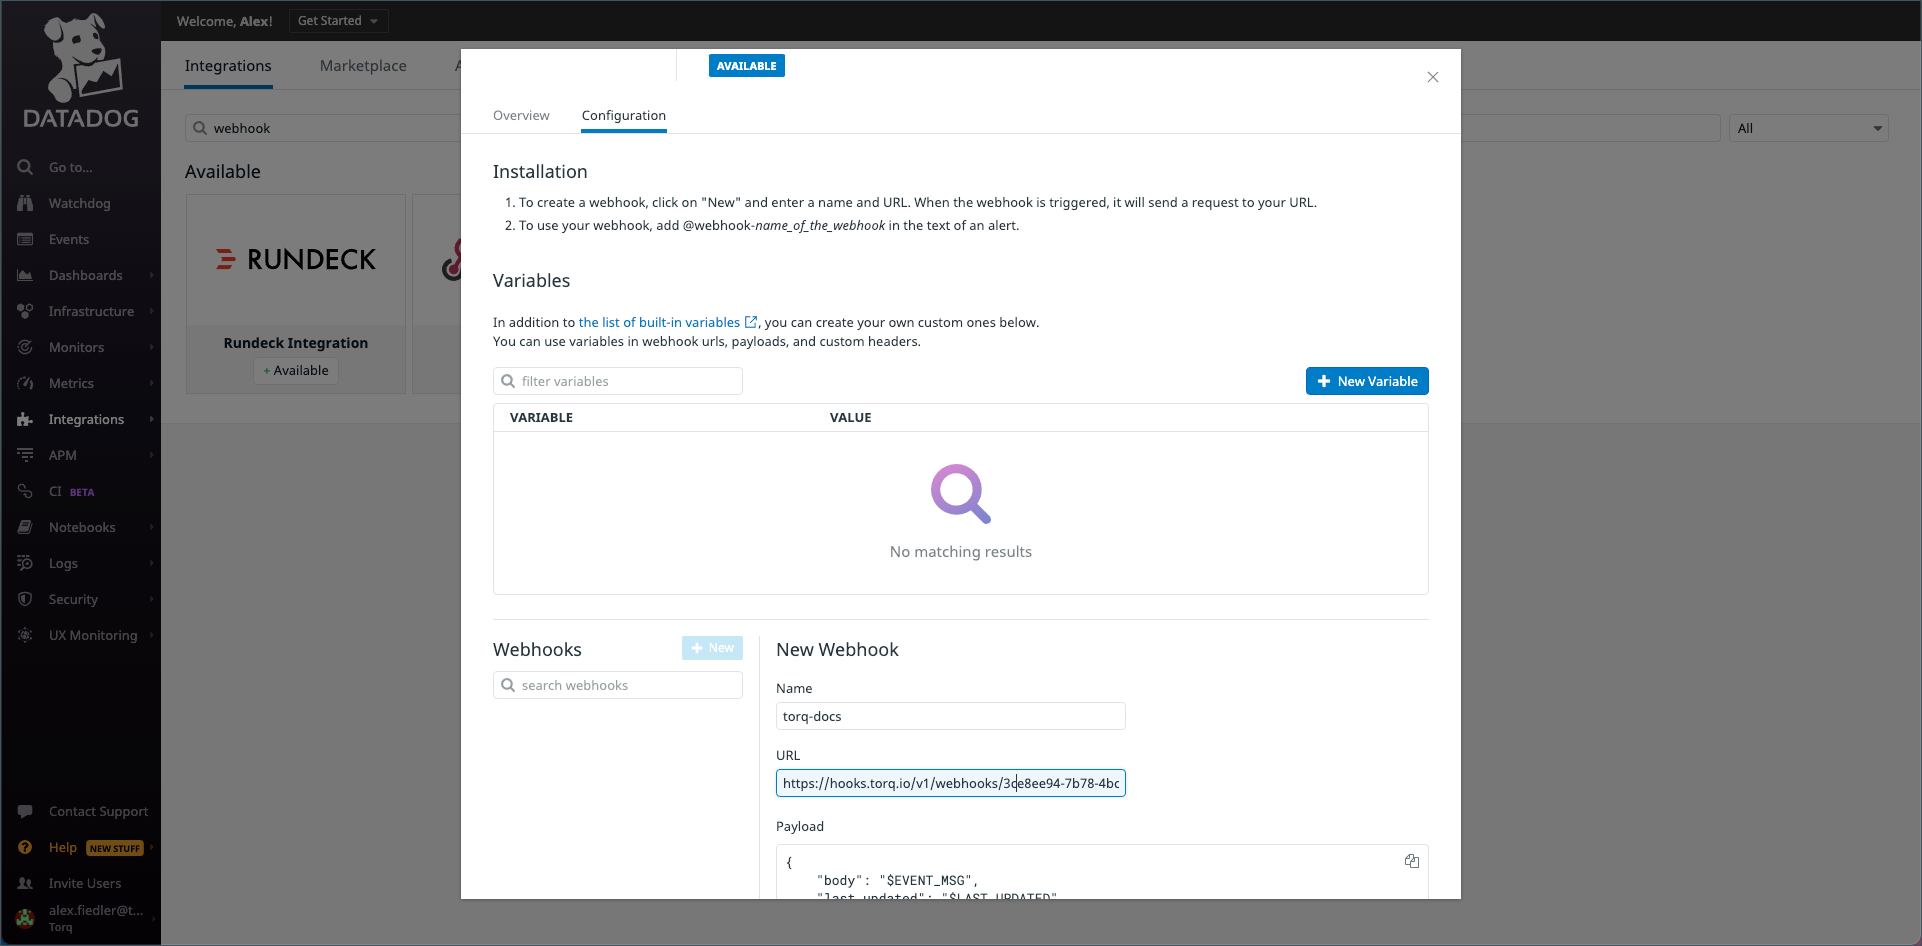 Welcome, Alex!
Get Started
DATADOG
Go to...
Watchdog
Events
Dashboards
Infrastructure
Monitors
Metrics
Integrations
APM
CI BETA
Notebooks
Logs
Security
UX Monitoring
Contact Support
Help NEW STUFF
Invite Users
alex.fiedler@t...
Torq
Integrations
Marketplace
webhook
All
Available
RUNDECK
Rundeck Integration
+ Available
AVAILABLE
Overview
Configuration
Installation
1. To create a webhook, click on "New" and enter a name and URL. When the webhook is triggered, it will send a request to your URL.
2. To use your webhook, add @webhook-name_of_the_webhook in the text of an alert.
Variables
In addition to the list of built-in variables, you can create your own custom ones below.
You can use variables in webhook urls, payloads, and custom headers.
filter variables
New Variable
VARIABLE
VALUE
No matching results
Webhooks
New
search webhooks
New Webhook
Name
torq-docs
URL
https://hooks.torq.io/v1/webhooks/3ce8ee94-7b78-4bc
Payload
{
"body": "$EVENT_MSG",
"last_updated": "$LAST_UPDATED"